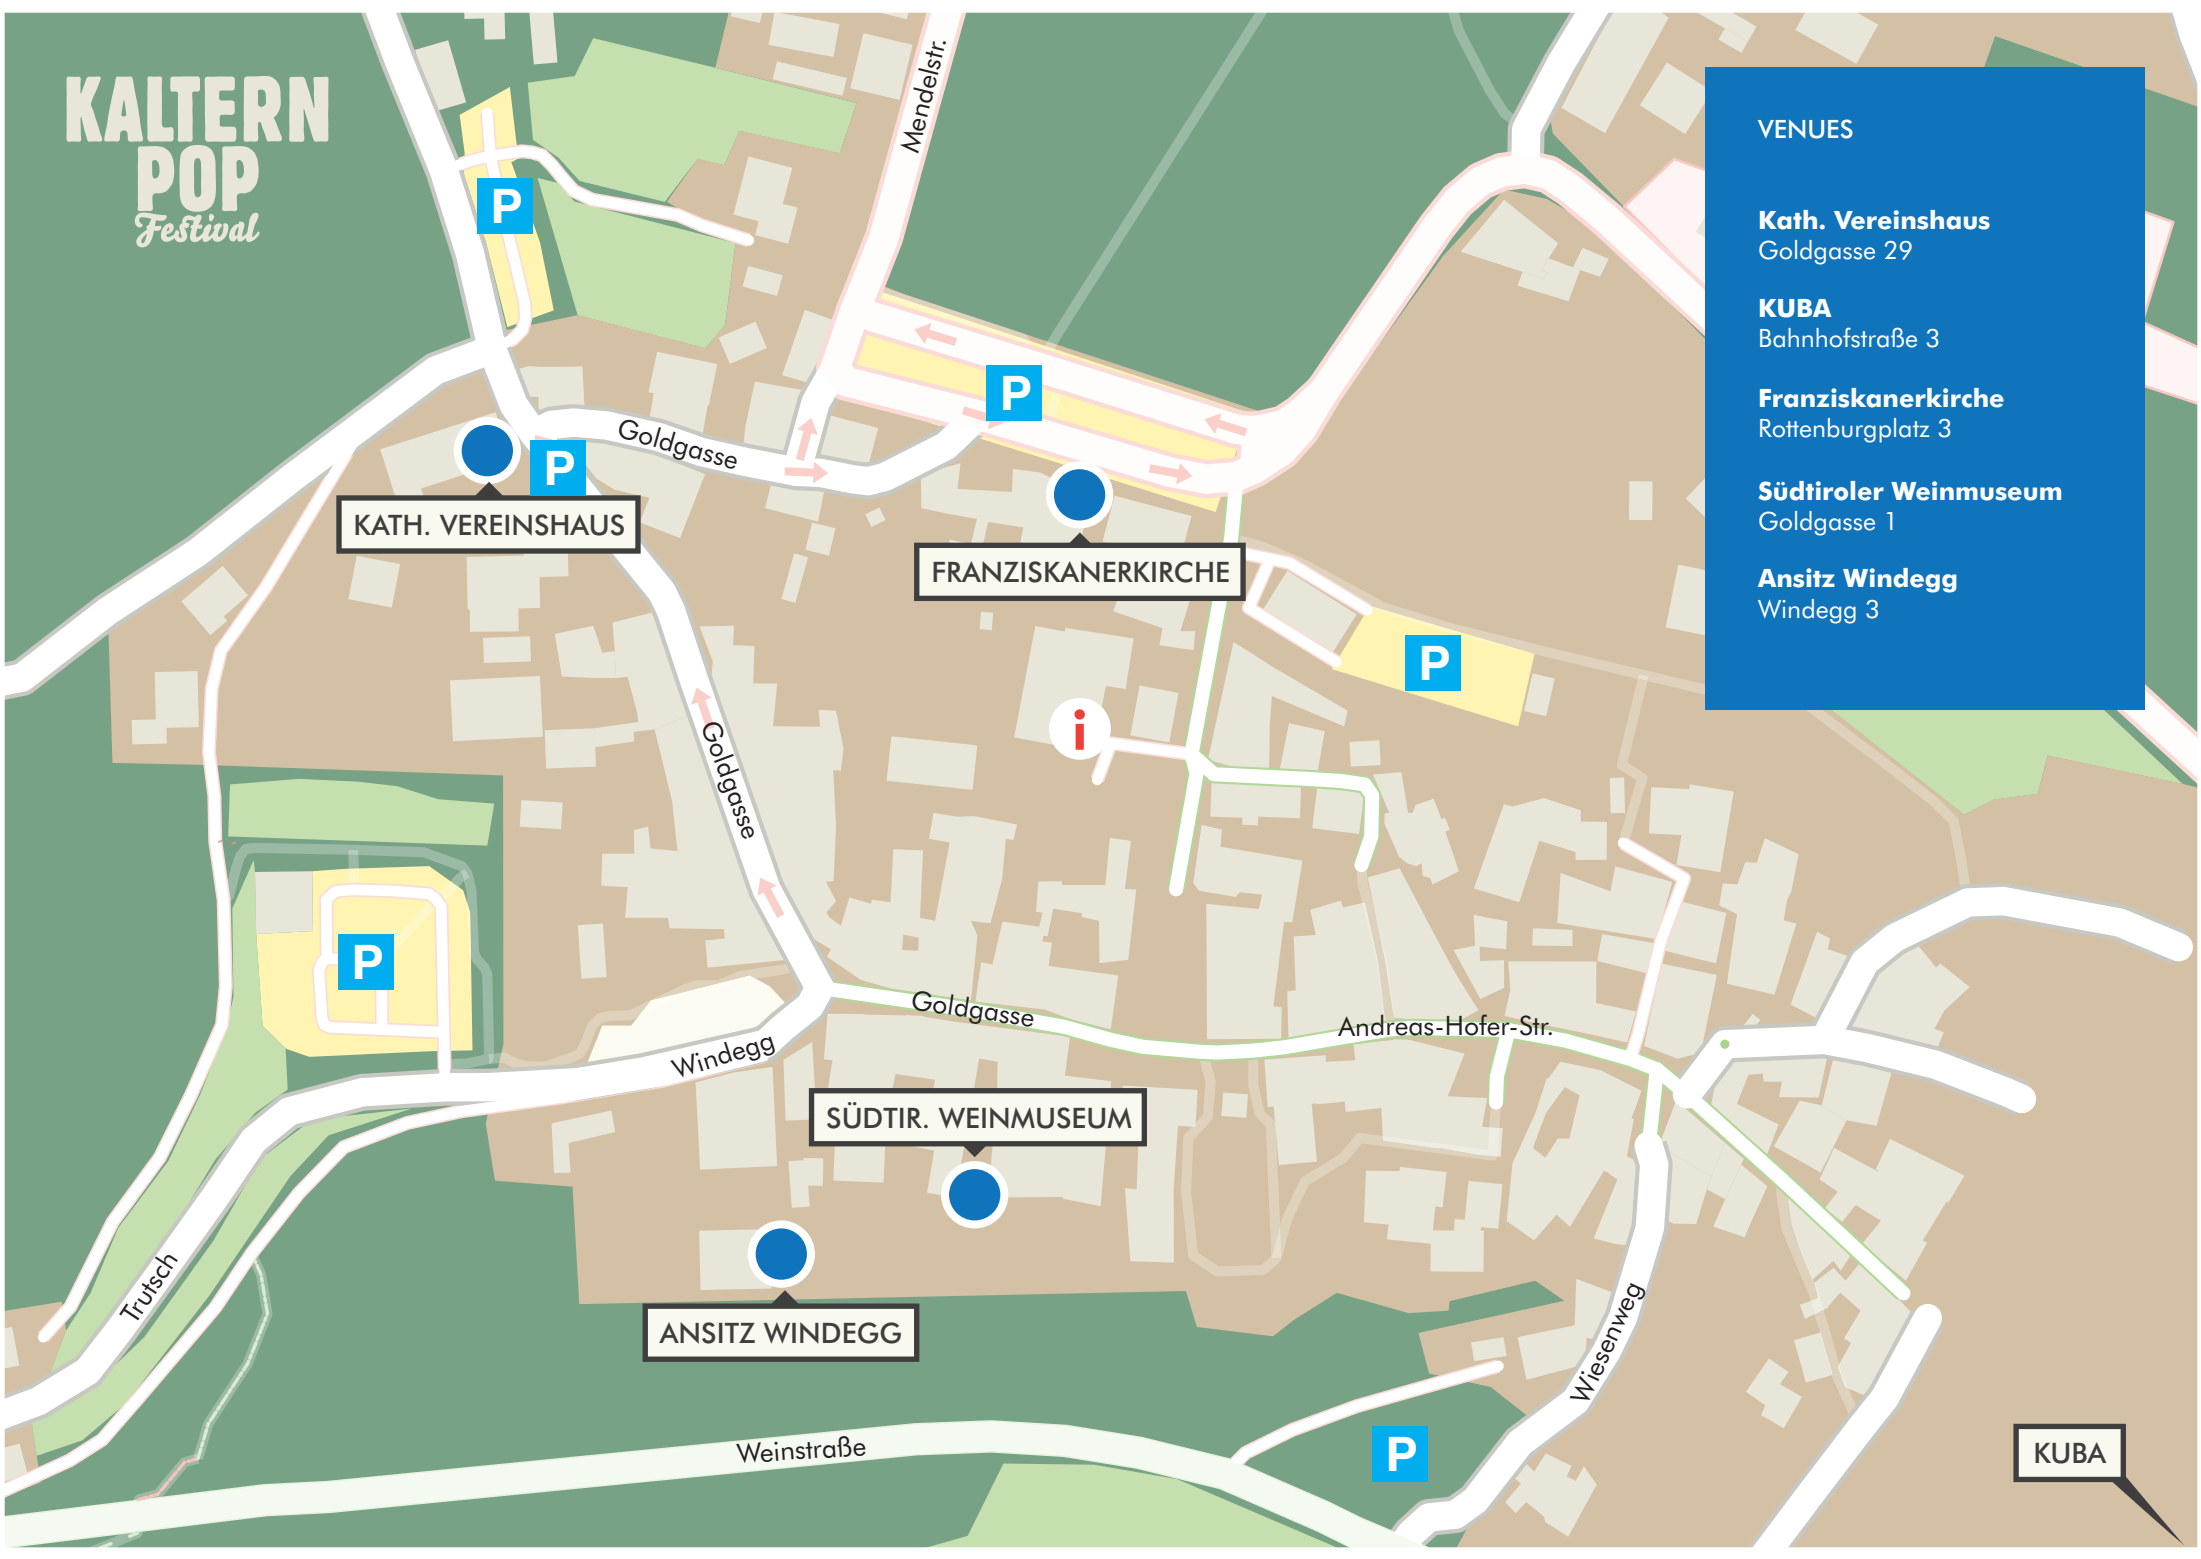 KALTERN
POP
Festival
Mendelstr.
VENUES
Kath. Vereinshaus
Goldgasse 29
KUBA
Bahnhofstraße 3
Franziskanerkirche
Rottenburgplatz 3
Südtiroler Weinmuseum
Goldgasse 1
Ansitz Windegg
Windegg 3
P
P
Goldgasse
P
KATH. VEREINSHAUS
FRANZISKANERKIRCHE
P
i
Goldgasse
P
Goldgasse
Andreas-Hofer-Str.
Windegg
SÜDTIR. WEINMUSEUM
Trutsch
ANSITZ WINDEGG
Wiesenweg
Weinstraße
P
KUBA